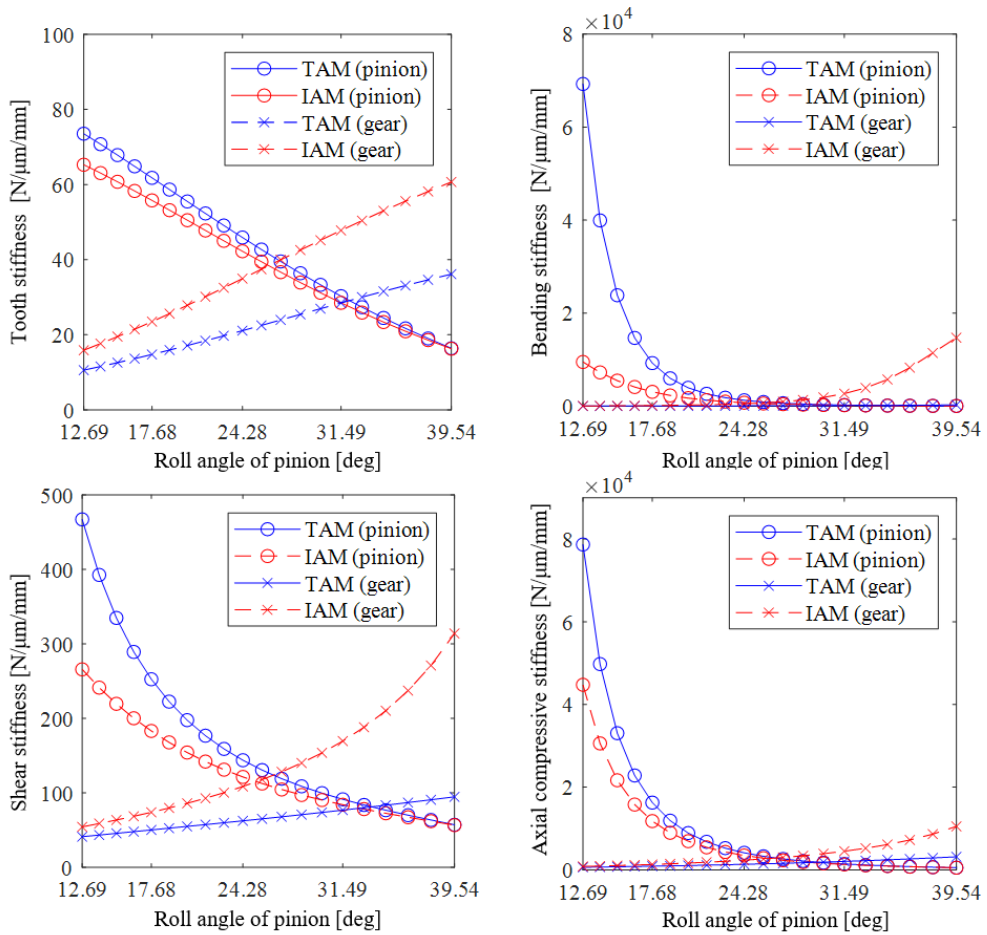 100
80
60
40
20
0
Tooth stiffness [N/μm/mm]
TAM (pinion)
IAM (pinion)
TAM (gear)
IAM (gear)
12.69 17.68 24.28 31.49 39.54
Roll angle of pinion [deg]
×10⁴
8
6
4
2
0
Bending stiffness [N/μm/mm]
TAM (pinion)
IAM (pinion)
TAM (gear)
IAM (gear)
12.69 17.68 24.28 31.49 39.54
Roll angle of pinion [deg]
500
400
300
200
100
0
Shear stiffness [N/μm/mm]
TAM (pinion)
IAM (pinion)
TAM (gear)
IAM (gear)
12.69 17.68 24.28 31.49 39.54
Roll angle of pinion [deg]
×10⁴
8
6
4
2
0
Axial compressive stiffness [N/μm/mm]
TAM (pinion)
IAM (pinion)
TAM (gear)
IAM (gear)
12.69 17.68 24.28 31.49 39.54
Roll angle of pinion [deg]